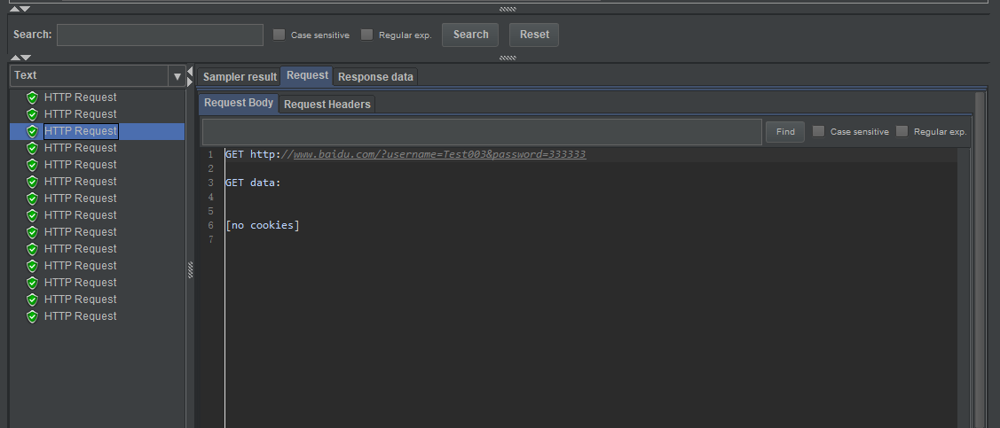 Search: Case sensitive Regular exp. Search Reset
Text
Sampler result Request Response data
Request Body Request Headers
Find Case sensitive Regular exp.
HTTP Request
HTTP Request
HTTP Request
HTTP Request
HTTP Request
HTTP Request
HTTP Request
HTTP Request
HTTP Request
HTTP Request
HTTP Request
HTTP Request
HTTP Request
HTTP Request
1 GET http://www.baidu.com/?username=Test003&password=333333
2
3 GET data:
4
5
6 [no cookies]
7